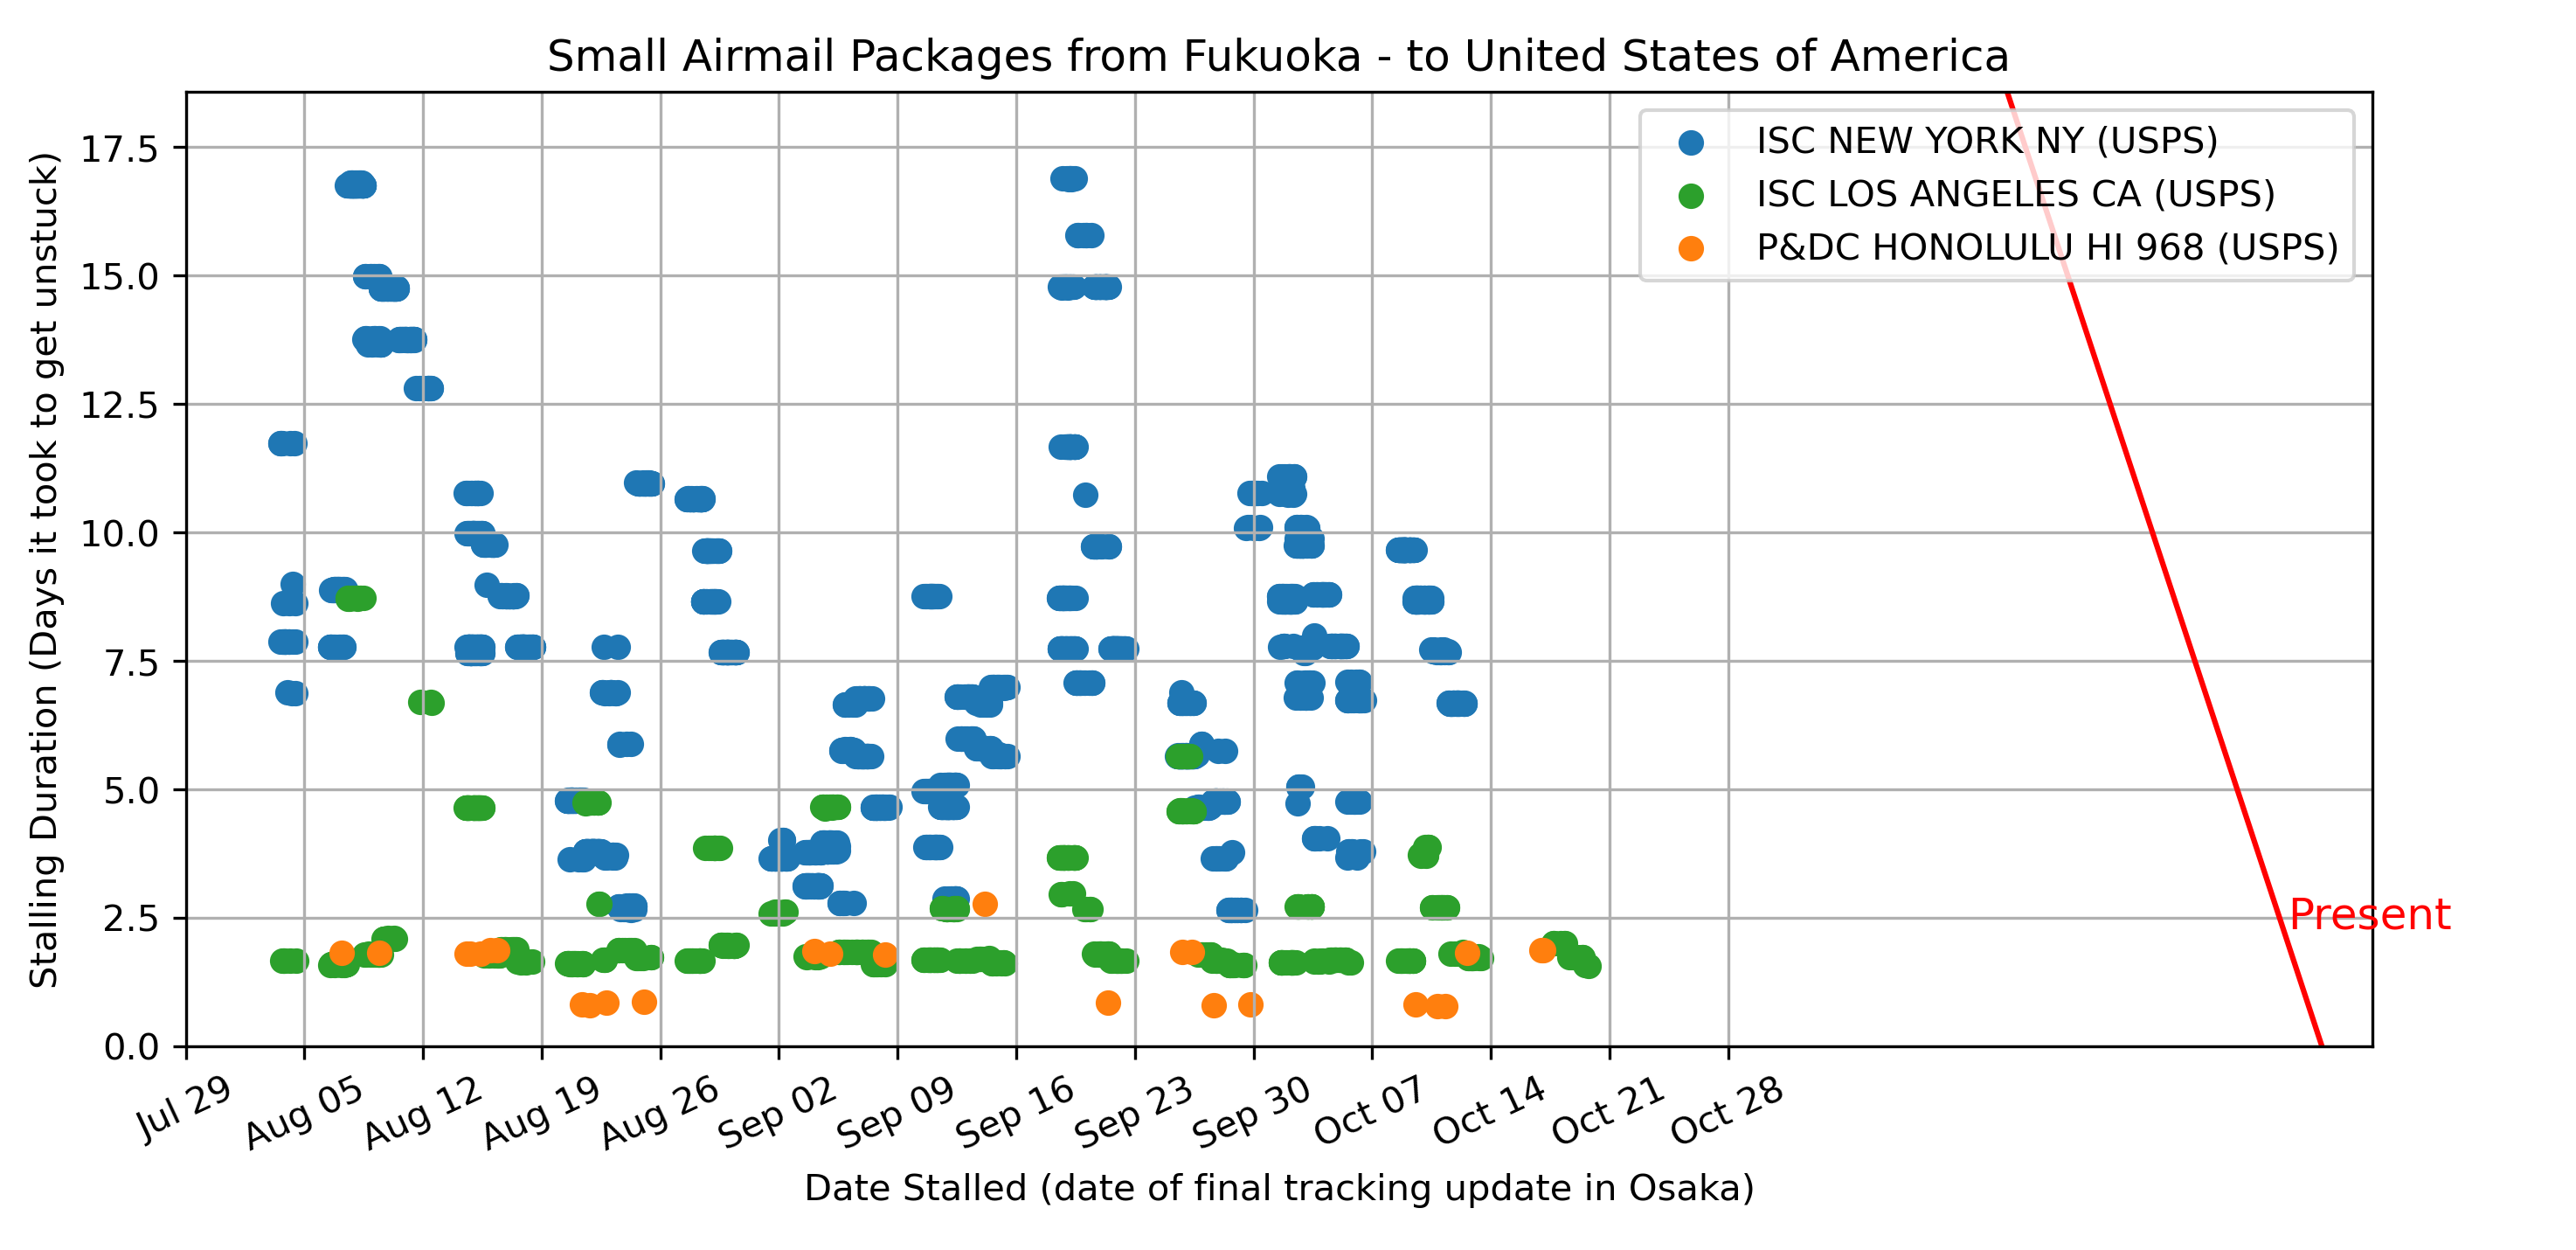 Small Airmail Packages from Fukuoka - to United States of America
Stalling Duration (Days it took to get unstuck)
17.5
15.0
12.5
10.0
7.5
5.0
2.5
0.0
ISC NEW YORK NY (USPS)
ISC LOS ANGELES CA (USPS)
P&DC HONOLULU HI 968 (USPS)
Present
Jul 29
Aug 05
Aug 12
Aug 19
Aug 26
Sep 02
Sep 09
Sep 16
Sep 23
Sep 30
Oct 07
Oct 14
Oct 21
Oct 28
Date Stalled (date of final tracking update in Osaka)